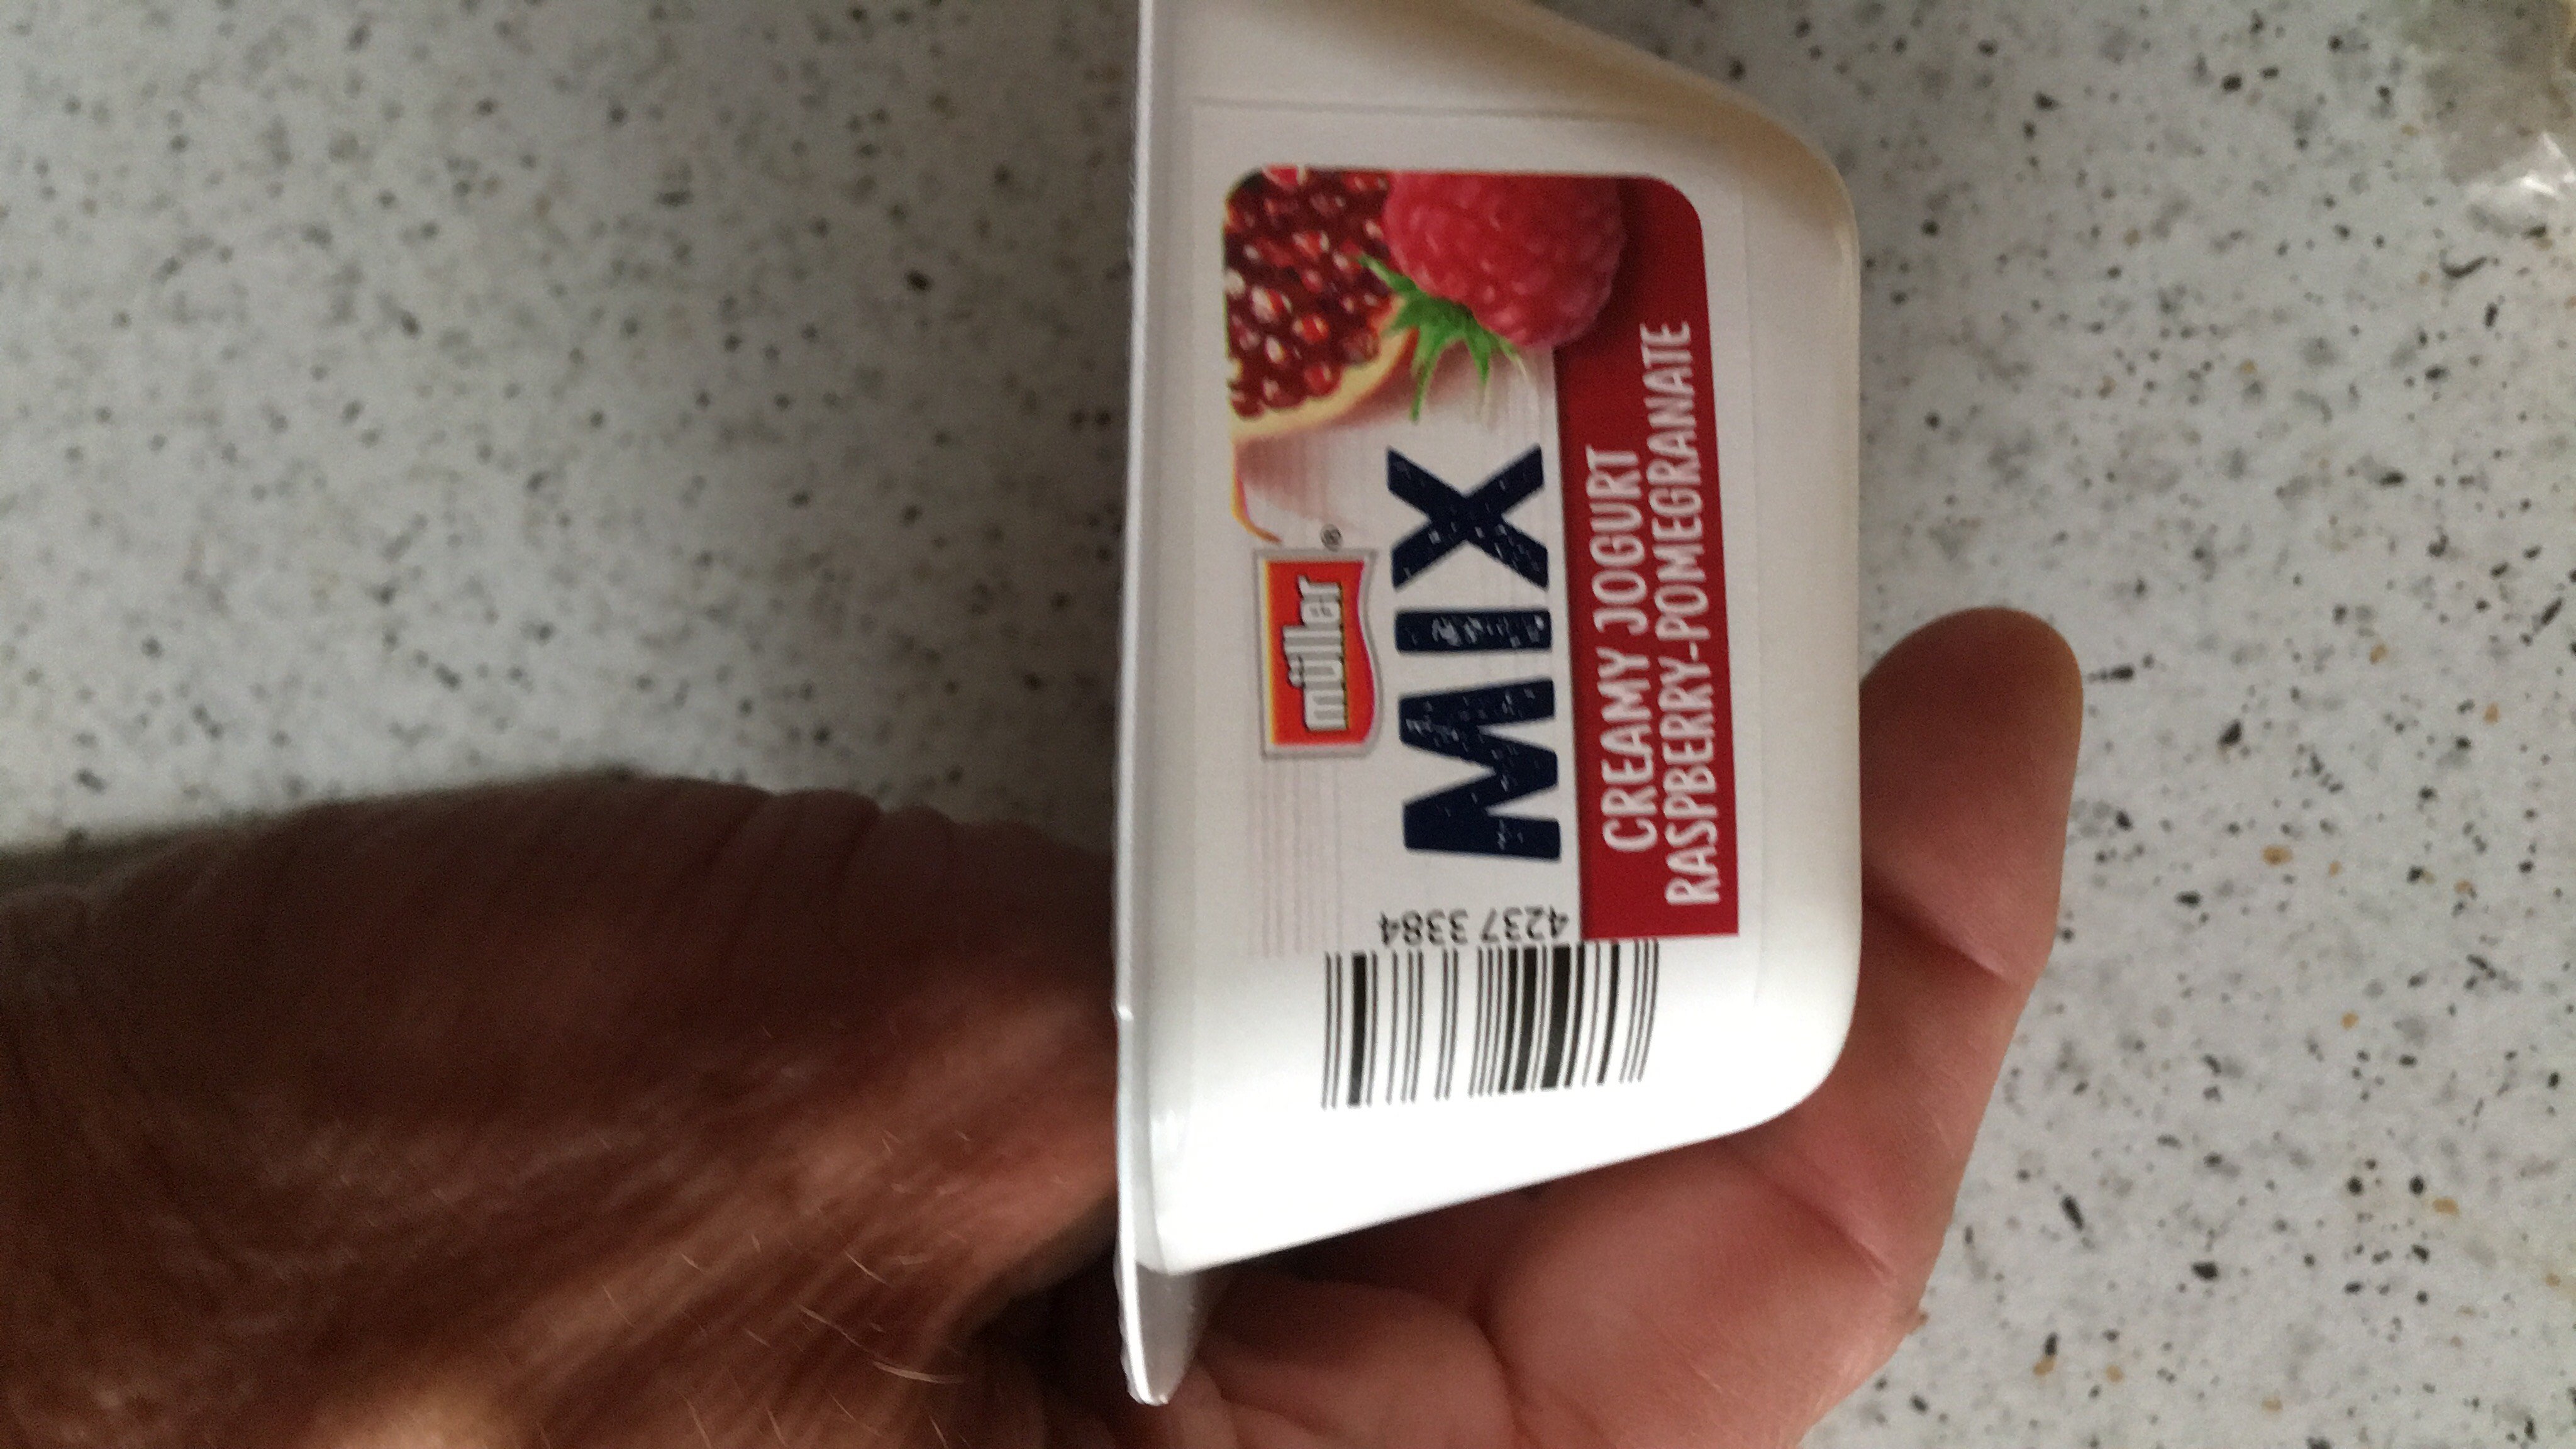 müller®
MIX
CREAMY JOGURT
RASPBERRY-POMEGRANATE
4237 3384